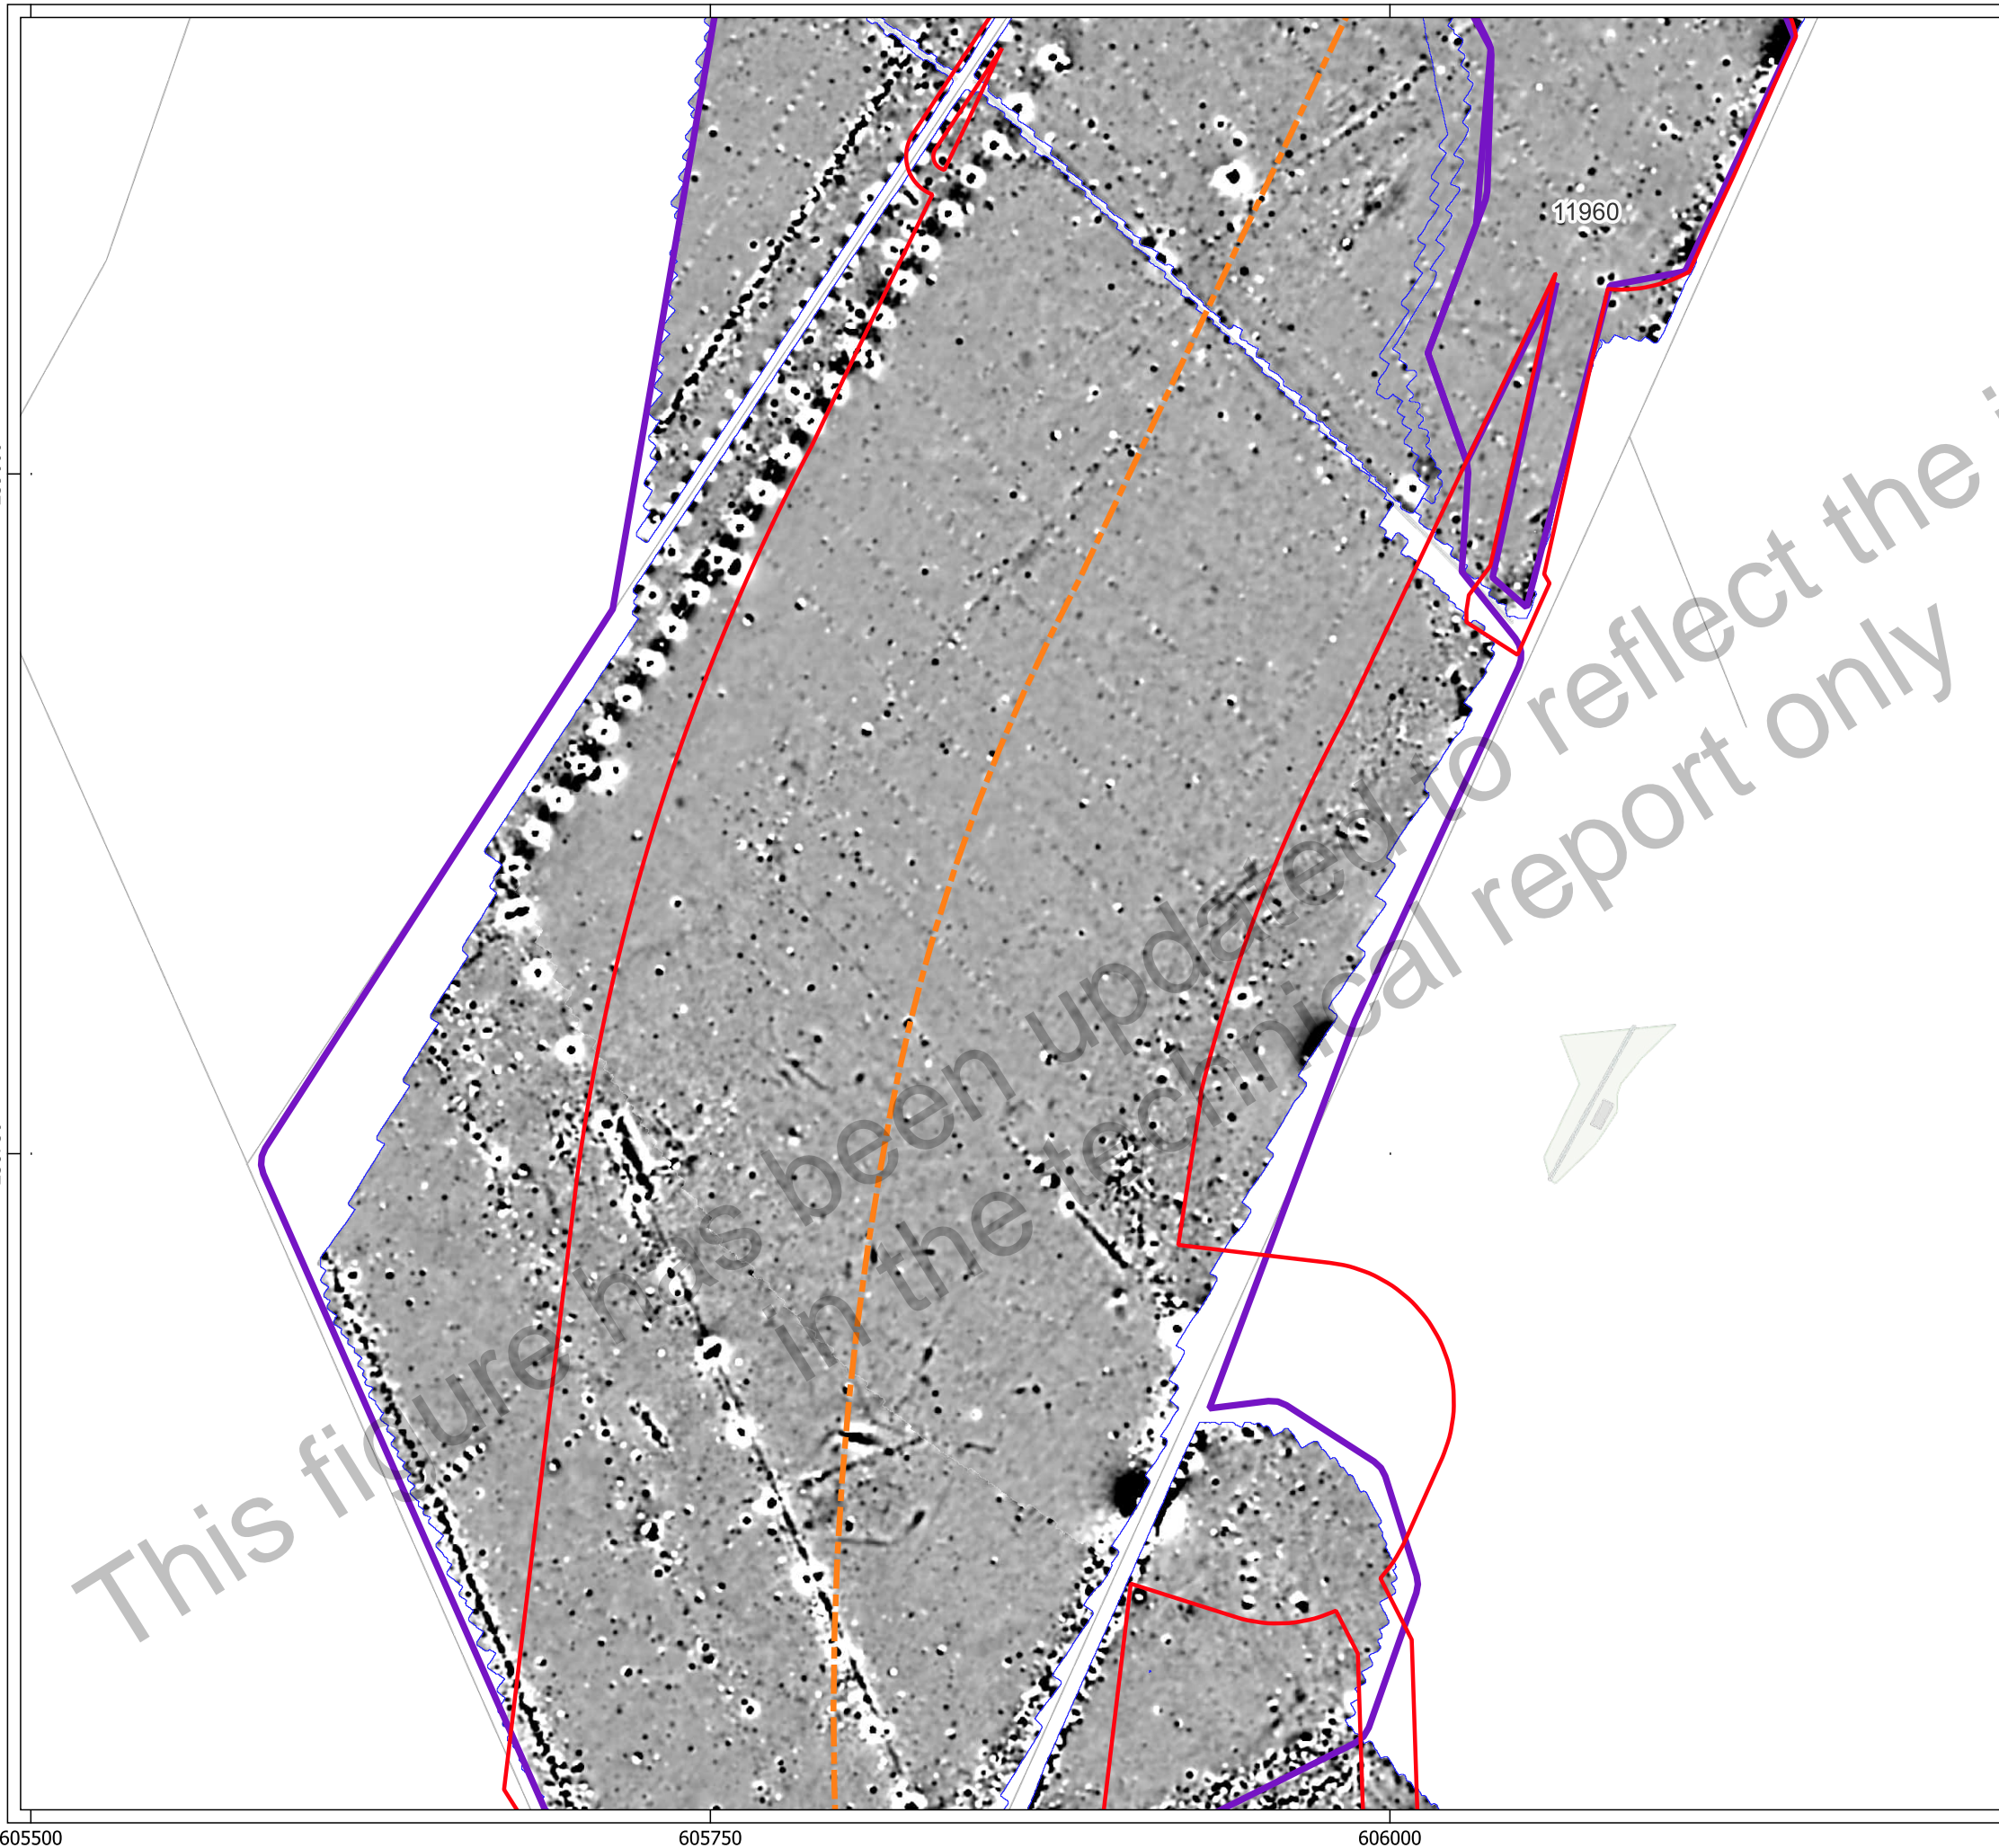 11960
This figure has been updated to reflect the
in the technical report only
605500
605750
606000